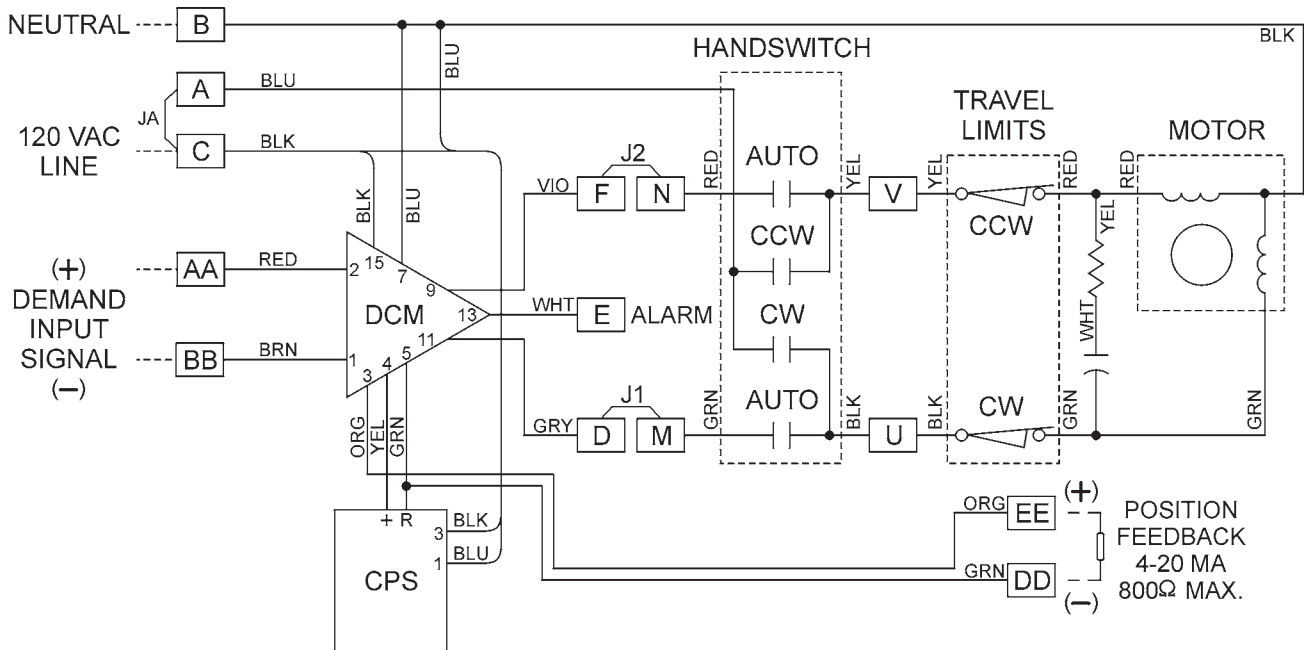 NEUTRAL
B
BLK
BLU
HANDSWITCH
A
BLU
JA
120 VAC
LINE
C
BLK
TRAVEL
LIMITS
MOTOR
J2
AUTO
RED
YEL
YEL
RED
RED
VIO
F
N
V
BLK
BLU
CCW
CCW
YEL
(+)
DEMAND
INPUT
SIGNAL
(−)
AA
RED
2
15
7
9
DCM
13
WHT
E
ALARM
CW
WHT
BB
BRN
1
3
4
5
11
J1
AUTO
CW
GRN
BLK
BLK
GRN
GRN
GRY
D
M
U
ORG
YEL
GRN
+
R
3
BLK
1
BLU
CPS
ORG
EE
(+)
GRN
DD
(−)
POSITION
FEEDBACK
4-20 MA
800Ω MAX.